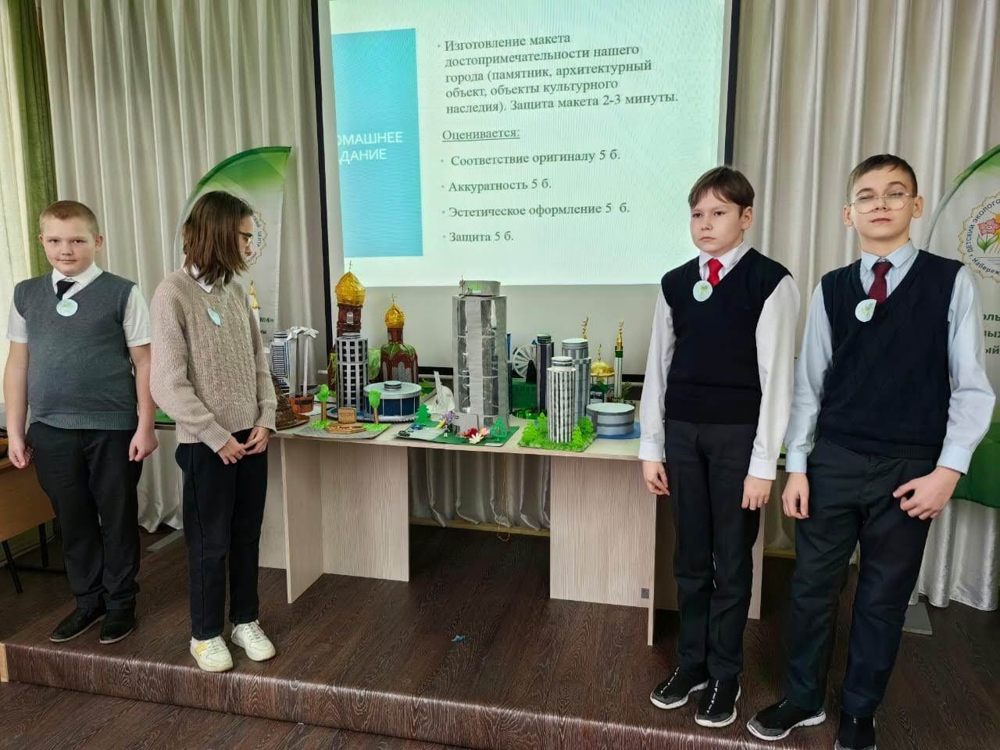 ОМАШНЕЕ
ДАНИЕ
• Изготовление макета
достопримечательности нашего
города (памятник, архитектурный
объект, объекты культурного
наследия). Защита макета 2-3 минуты.
Оценивается:
• Соответствие оригиналу 5 б.
• Аккуратность 5 б.
• Эстетическое оформление 5 б.
• Защита 5 б.
№4»
ДЕТСКИЙ ЭКОЛОГО
г. Набереж